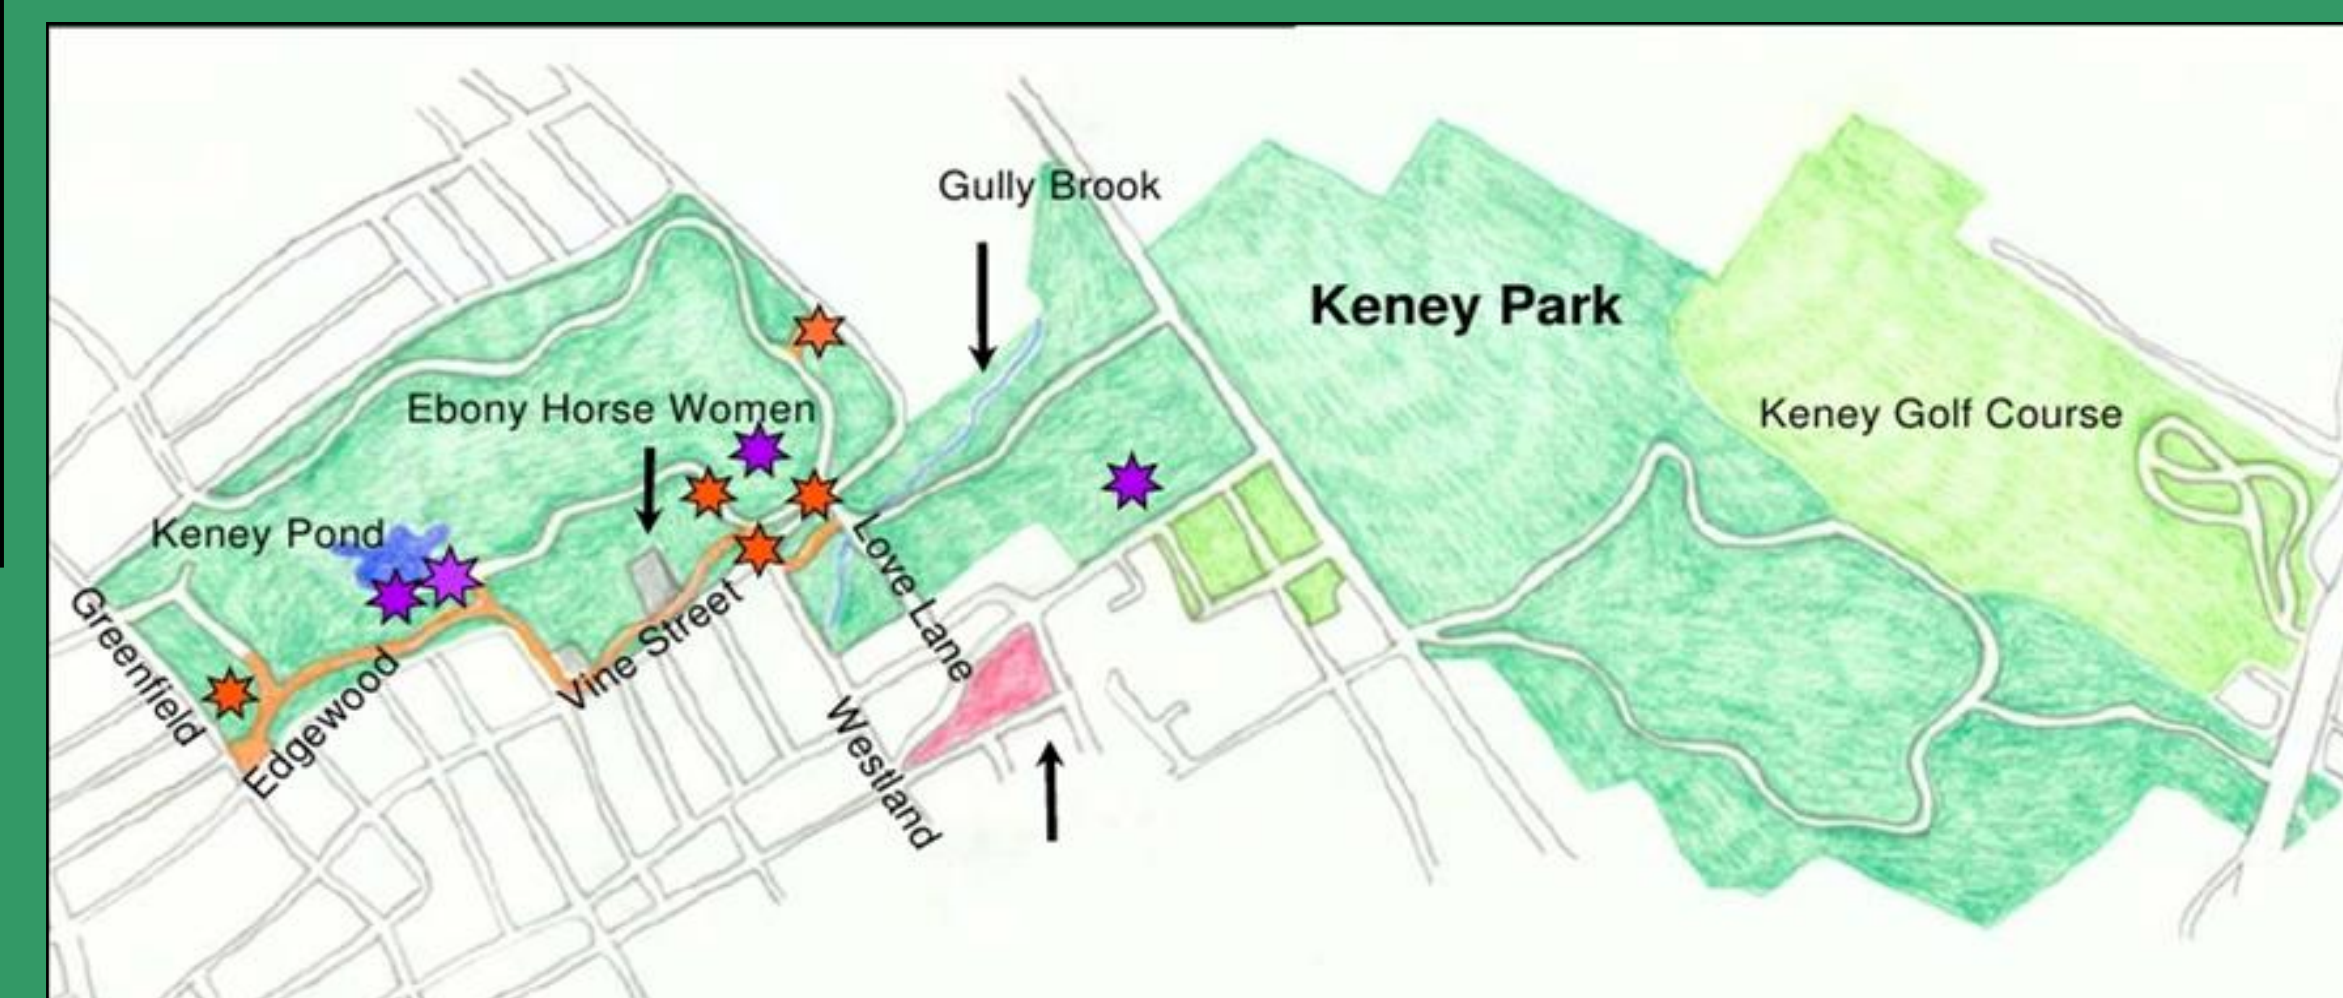 Gully Brook
Keney Park
Ebony Horse Women
Keney Golf Course
Keney Pond
Love Lane
Greenfield
Vine Street
Edgewood
Westland